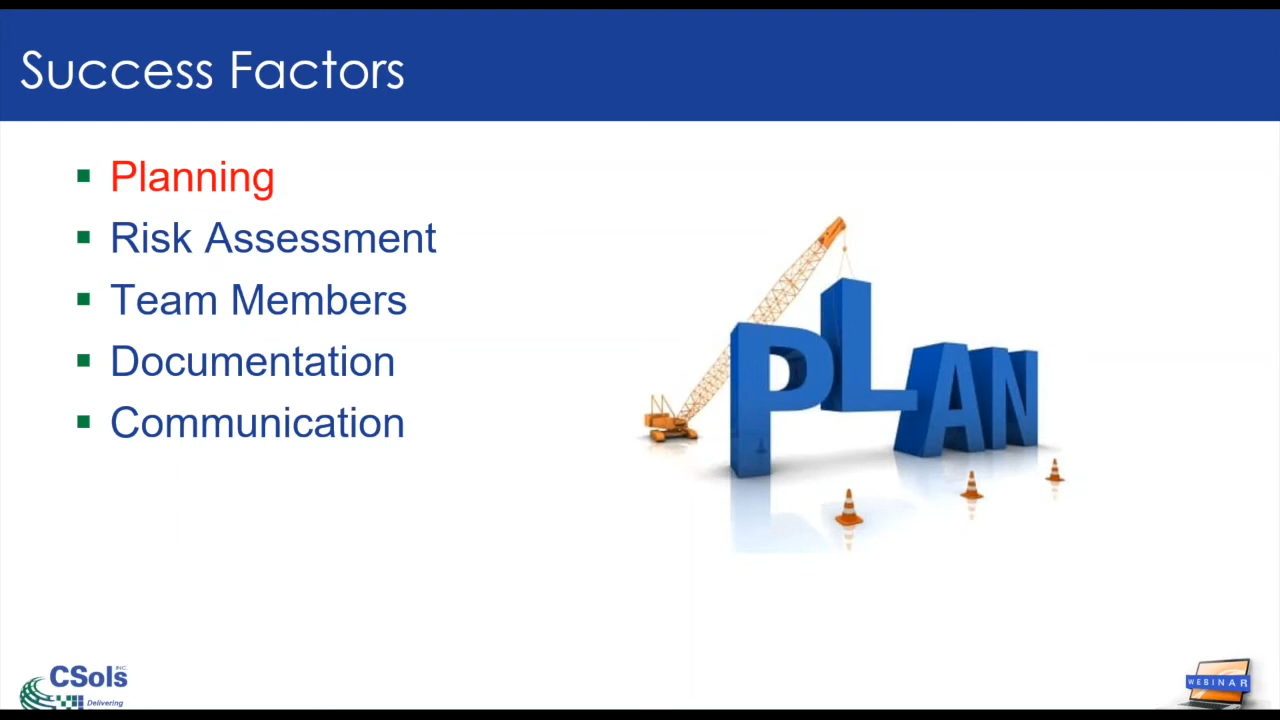 Success Factors
Planning
Risk Assessment
Team Members
Documentation
Communication
PLAN
CSols INC.
Delivering
WEBINAR